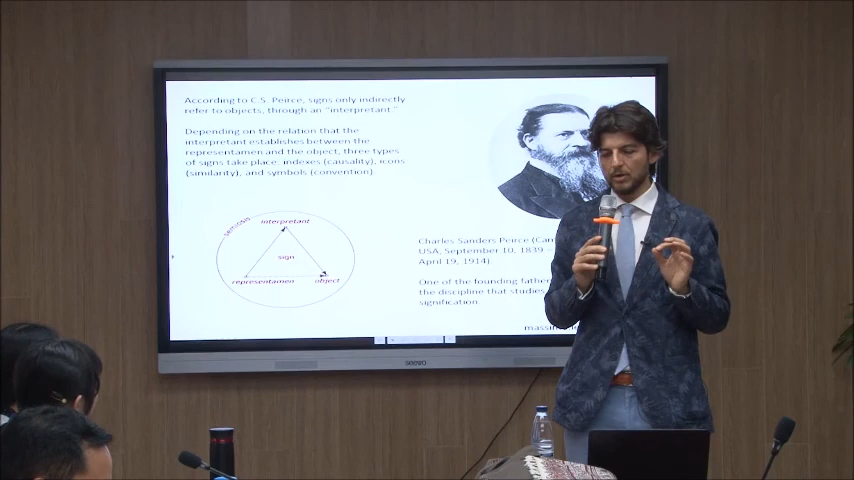 According to C.S. Peirce, signs only indirectly
refer to objects, through an "interpretant."
Depending on the relation that the
interpretant establishes between the
representamen and the object, three types
of signs take place: indexes (causality), icons
(similarity), and symbols (convention).
semiosis
interpretant
sign
representamen
object
Charles Sanders Peirce
USA, September 10, 1839 –
April 19, 1914).
One of the founding
the discipline that studies
signification.
seewo